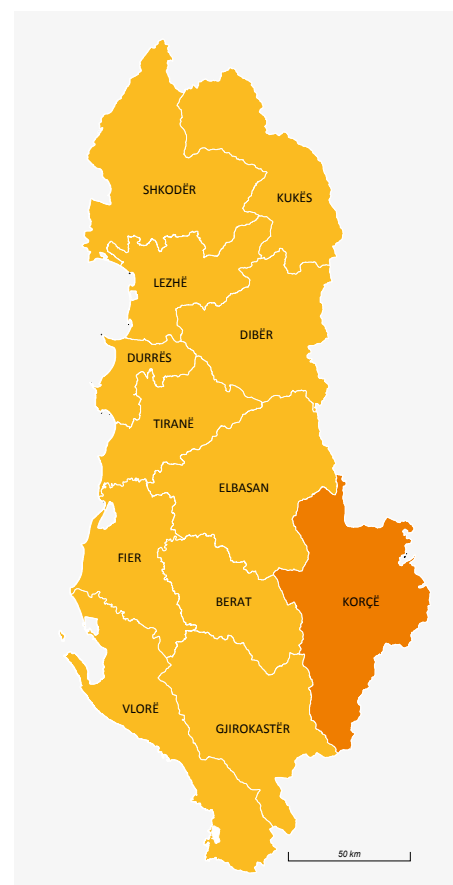 SHKODËR
KUKËS
LEZHË
DIBËR
DURRËS
TIRANË
ELBASAN
FIER
BERAT
KORÇË
VLORË
GJIROKASTËR
50 km